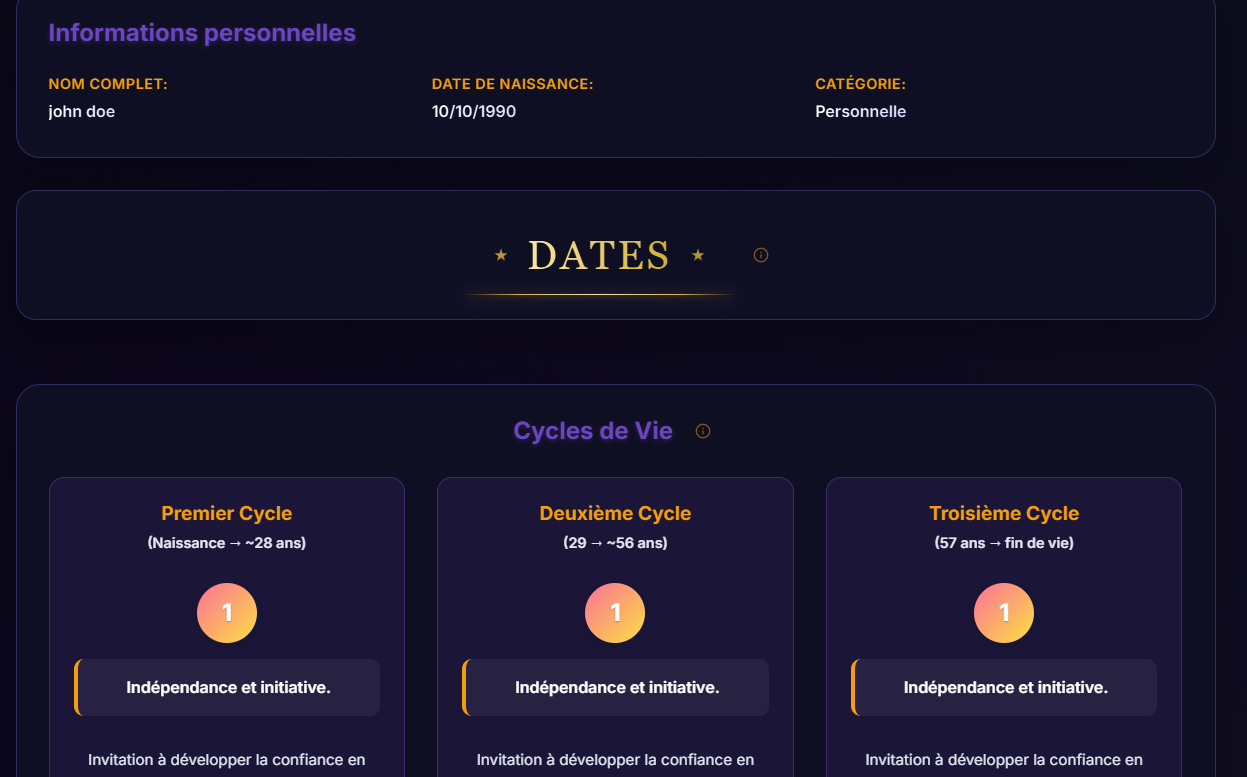 Informations personnelles
NOM COMPLET: DATE DE NAISSANCE: CATÉGORIE:
john doe 10/10/1990 Personnelle
★ DATES ★
Cycles de Vie
Premier Cycle Deuxième Cycle Troisième Cycle
(Naissance → ~28 ans) (29 → ~56 ans) (57 ans → fin de vie)
1 1 1
Indépendance et initiative. Indépendance et initiative. Indépendance et initiative.
Invitation à développer la confiance en Invitation à développer la confiance en Invitation à développer la confiance en